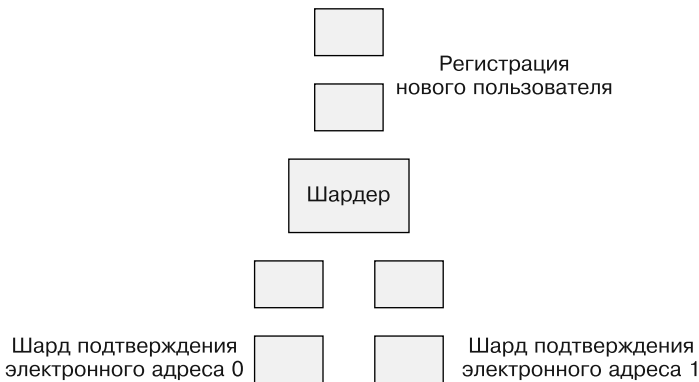 Регистрация
нового пользователя
Шардер
Шард подтверждения
электронного адреса 0
Шард подтверждения
электронного адреса 1